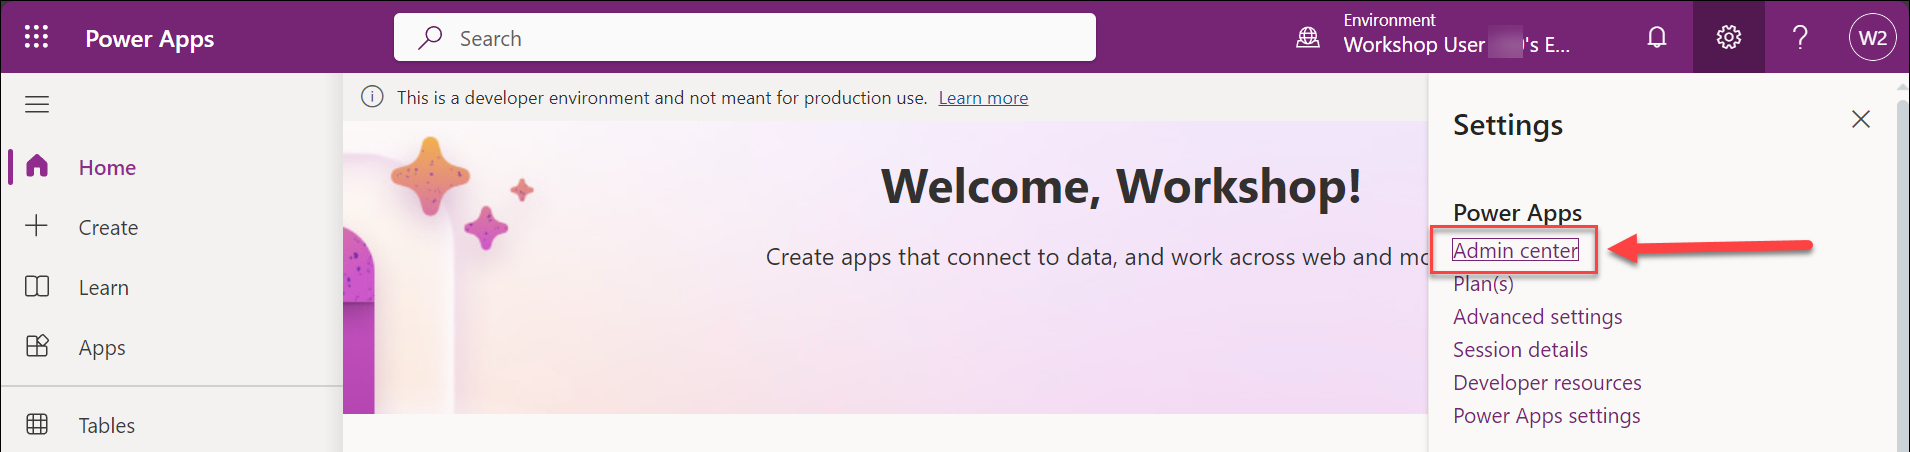 Power Apps
Search
Environment
Workshop User 's E...
W2
This is a developer environment and not meant for production use. Learn more
Home
Create
Learn
Apps
Tables
Welcome, Workshop!
Create apps that connect to data, and work across web and
Settings
Power Apps
Admin center
Plan(s)
Advanced settings
Session details
Developer resources
Power Apps settings